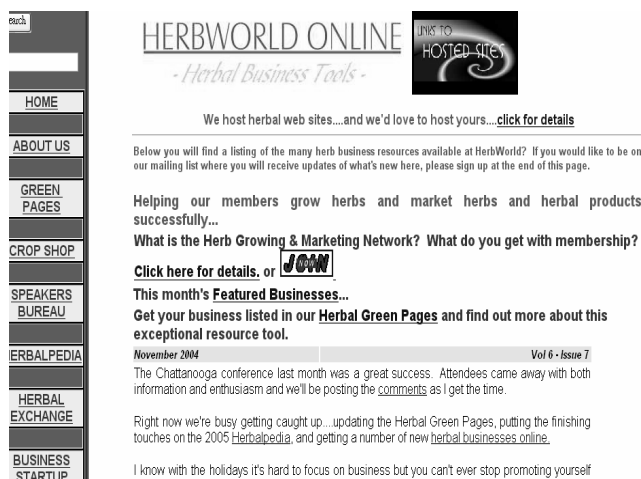 earch
HOME
ABOUT US
GREEN
PAGES
CROP SHOP
SPEAKERS
BUREAU
ERBALPEDIA
HERBAL
EXCHANGE
BUSINESS
STARTUP
HERBWORLD ONLINE
- Herbal Business Tools -
LINKS TO
HOSTED SITES
We host herbal web sites....and we'd love to host yours....click for details
Below you will find a listing of the many herb business resources available at HerbWorld? If you would like to be on
our mailing list where you will receive updates of what's new here, please sign up at the end of this page.
Helping our members grow herbs and market herbs and herbal products
successfully...
What is the Herb Growing & Marketing Network? What do you get with membership?
Click here for details. or JOIN NOW
This month's Featured Businesses...
Get your business listed in our Herbal Green Pages and find out more about this
exceptional resource tool.
November 2004 Vol 6 - Issue 7
The Chattanooga conference last month was a great success. Attendees came away with both
information and enthusiasm and we'll be posting the comments as I get the time.
Right now we're busy getting caught up....updating the Herbal Green Pages, putting the finishing
touches on the 2005 Herbalpedia, and getting a number of new herbal businesses online.
I know with the holidays it's hard to focus on business but you can't ever stop promoting yourself